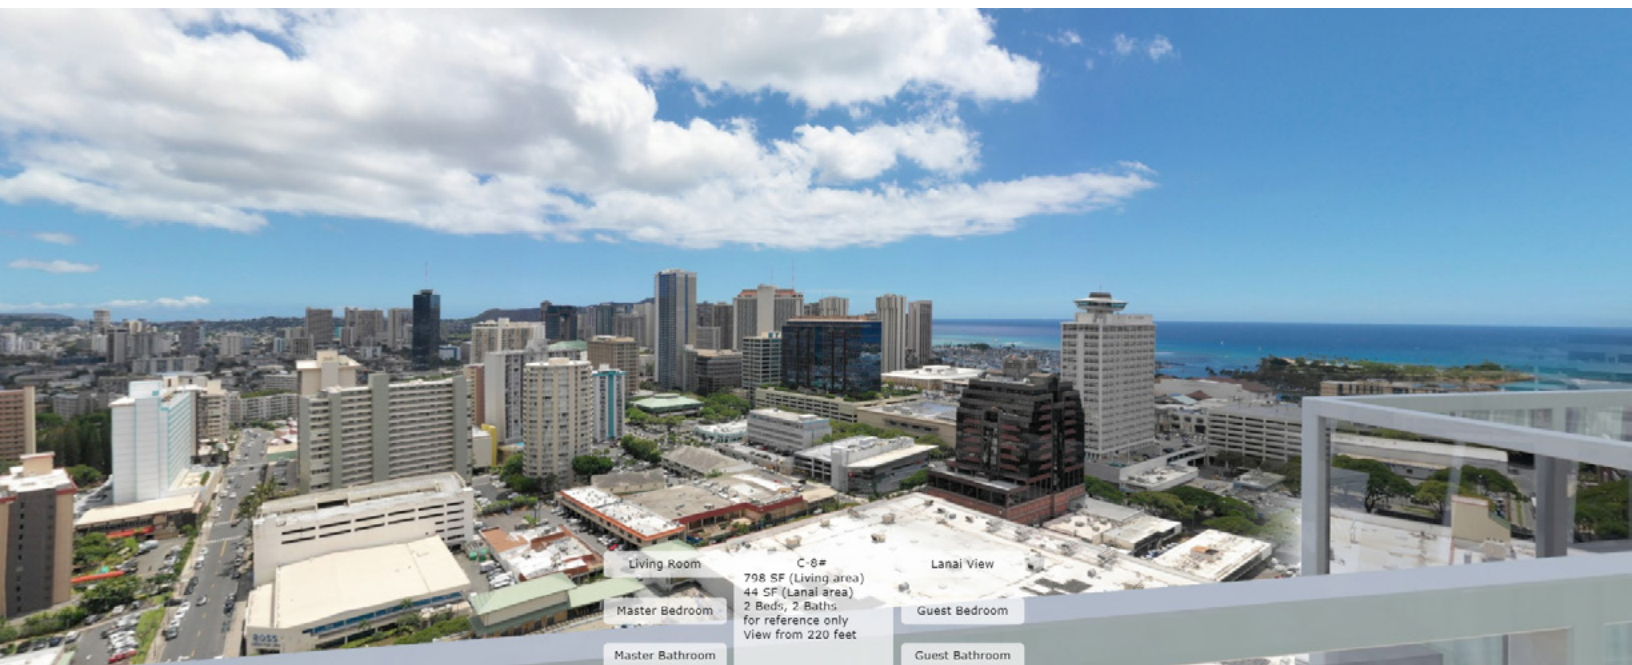 Living Room
C-8#
Lanai View
798 SF (Living area)
44 SF (Lanai area)
Master Bedroom
2 Beds, 2 Baths
Guest Bedroom
for reference only
View from 220 feet
Master Bathroom
Guest Bathroom
ROSS